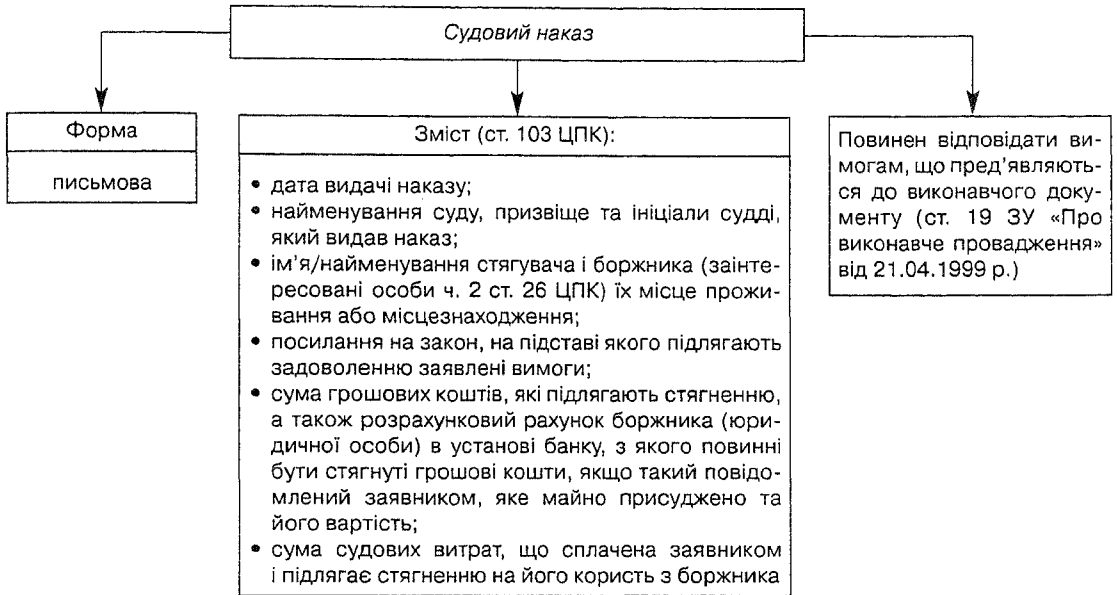 Судовий наказ
Форма
письмова
Зміст (ст. 103 ЦПК):
• дата видачі наказу;
• найменування суду, призвіще та ініціали судді,
який видав наказ;
• ім’я/найменування стягувача і боржника (заінте-
ресовані особи ч. 2 ст. 26 ЦПК) їх місце прожи-
вання або місцезнаходження;
• посилання на закон, на підставі якого підлягають
задоволенню заявлені вимоги;
• сума грошових коштів, які підлягають стягненню,
а також розрахунковий рахунок боржника (юри-
дичної особи) в установі банку, з якого повинні
бути стягнуті грошові кошти, якщо такий повідо-
млений заявником, яке майно присуджено та
його вартість;
• сума судових витрат, що сплачена заявником
і підлягає стягненню на його користь з боржника
Повинен відповідати ви-
могам, що пред’являють-
ся до виконавчого доку-
менту (ст. 19 ЗУ «Про
виконавче провадження»
від 21.04.1999 р.)